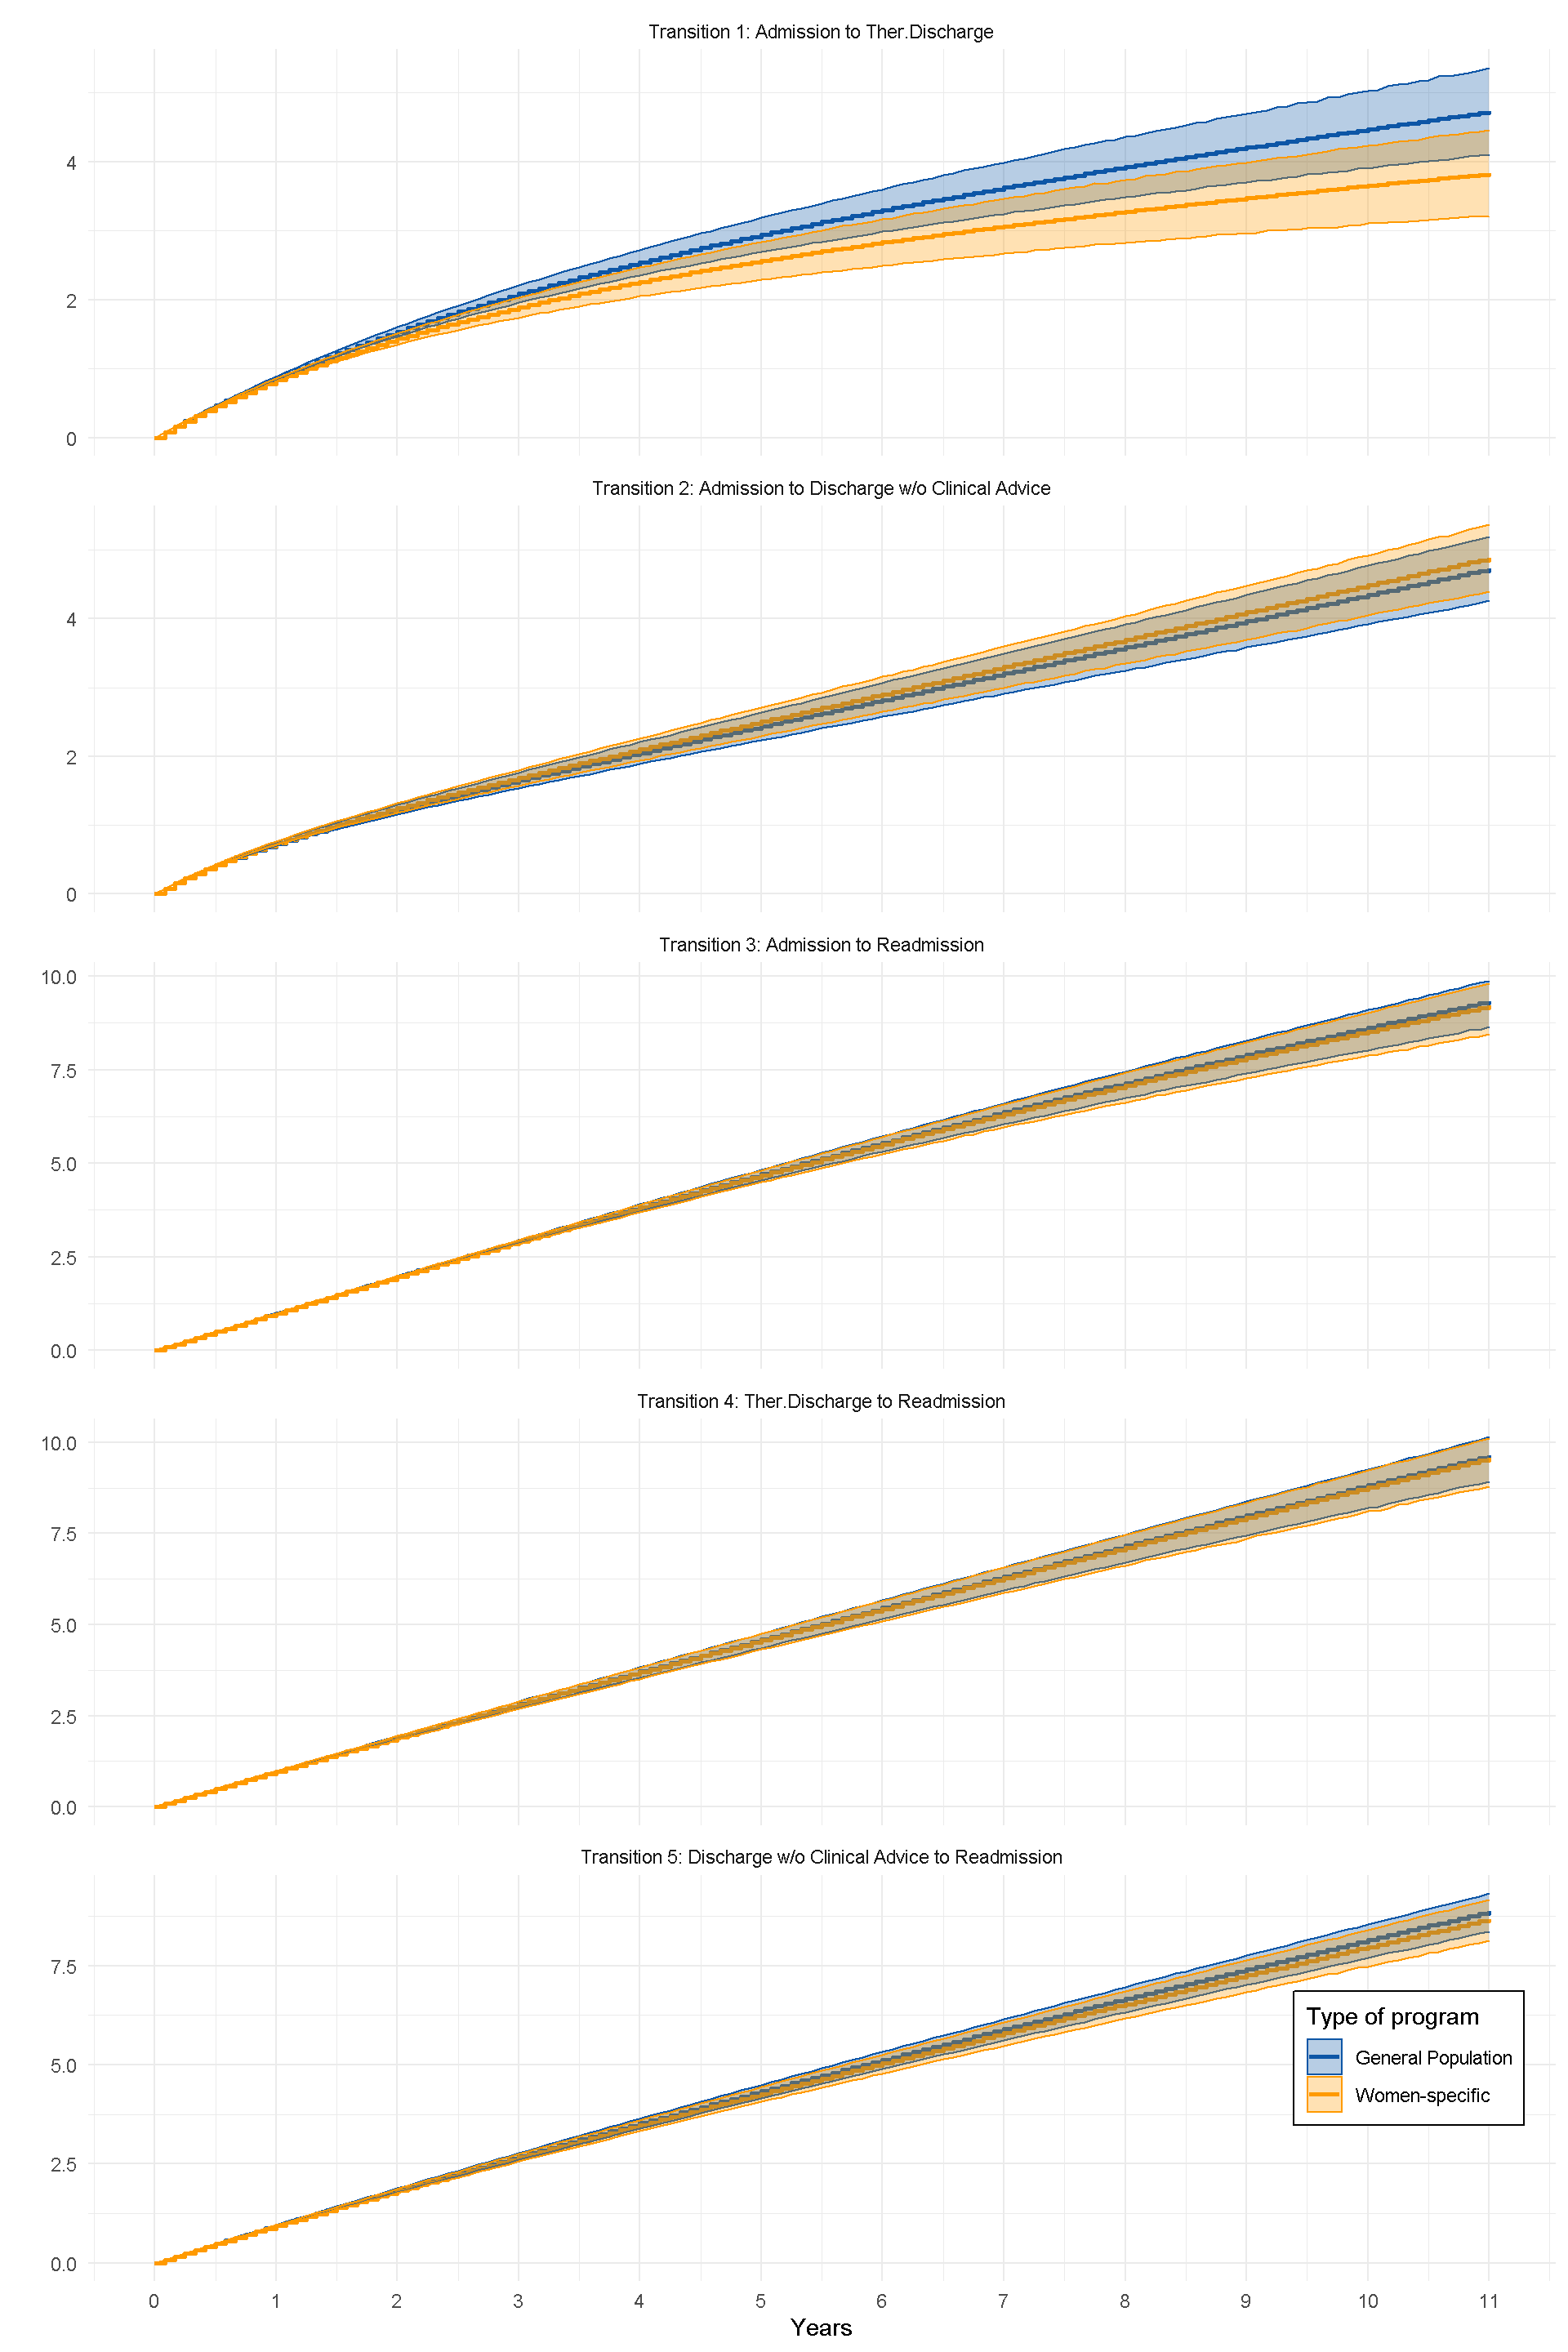 Transition 1: Admission to Ther.Discharge
4
2
0
Transition 2: Admission to Discharge w/o Clinical Advice
4
2
0
Transition 3: Admission to Readmission
10.0
7.5
5.0
2.5
0.0
Transition 4: Ther.Discharge to Readmission
10.0
7.5
5.0
2.5
0.0
Transition 5: Discharge w/o Clinical Advice to Readmission
7.5
5.0
2.5
0.0
Type of program
General Population
Women-specific
0 1 2 3 4 5 6 7 8 9 10 11
Years